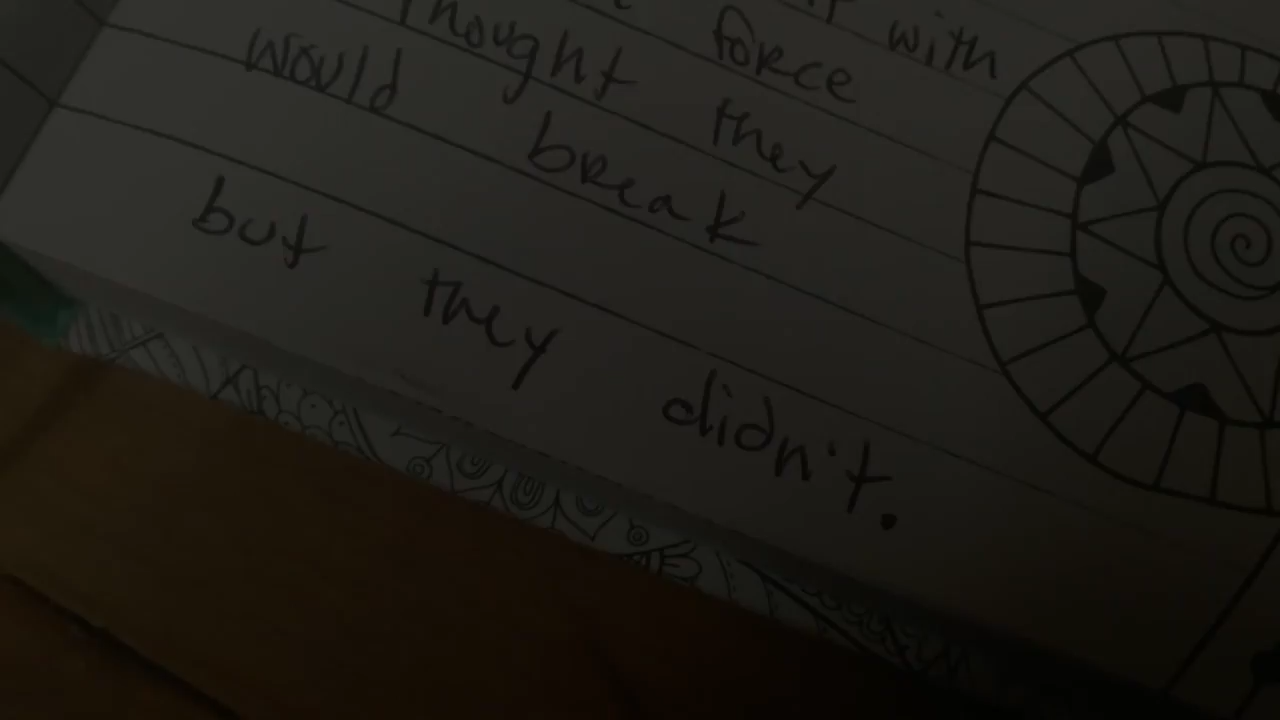 with
force
thought they
would break
but they didn't.